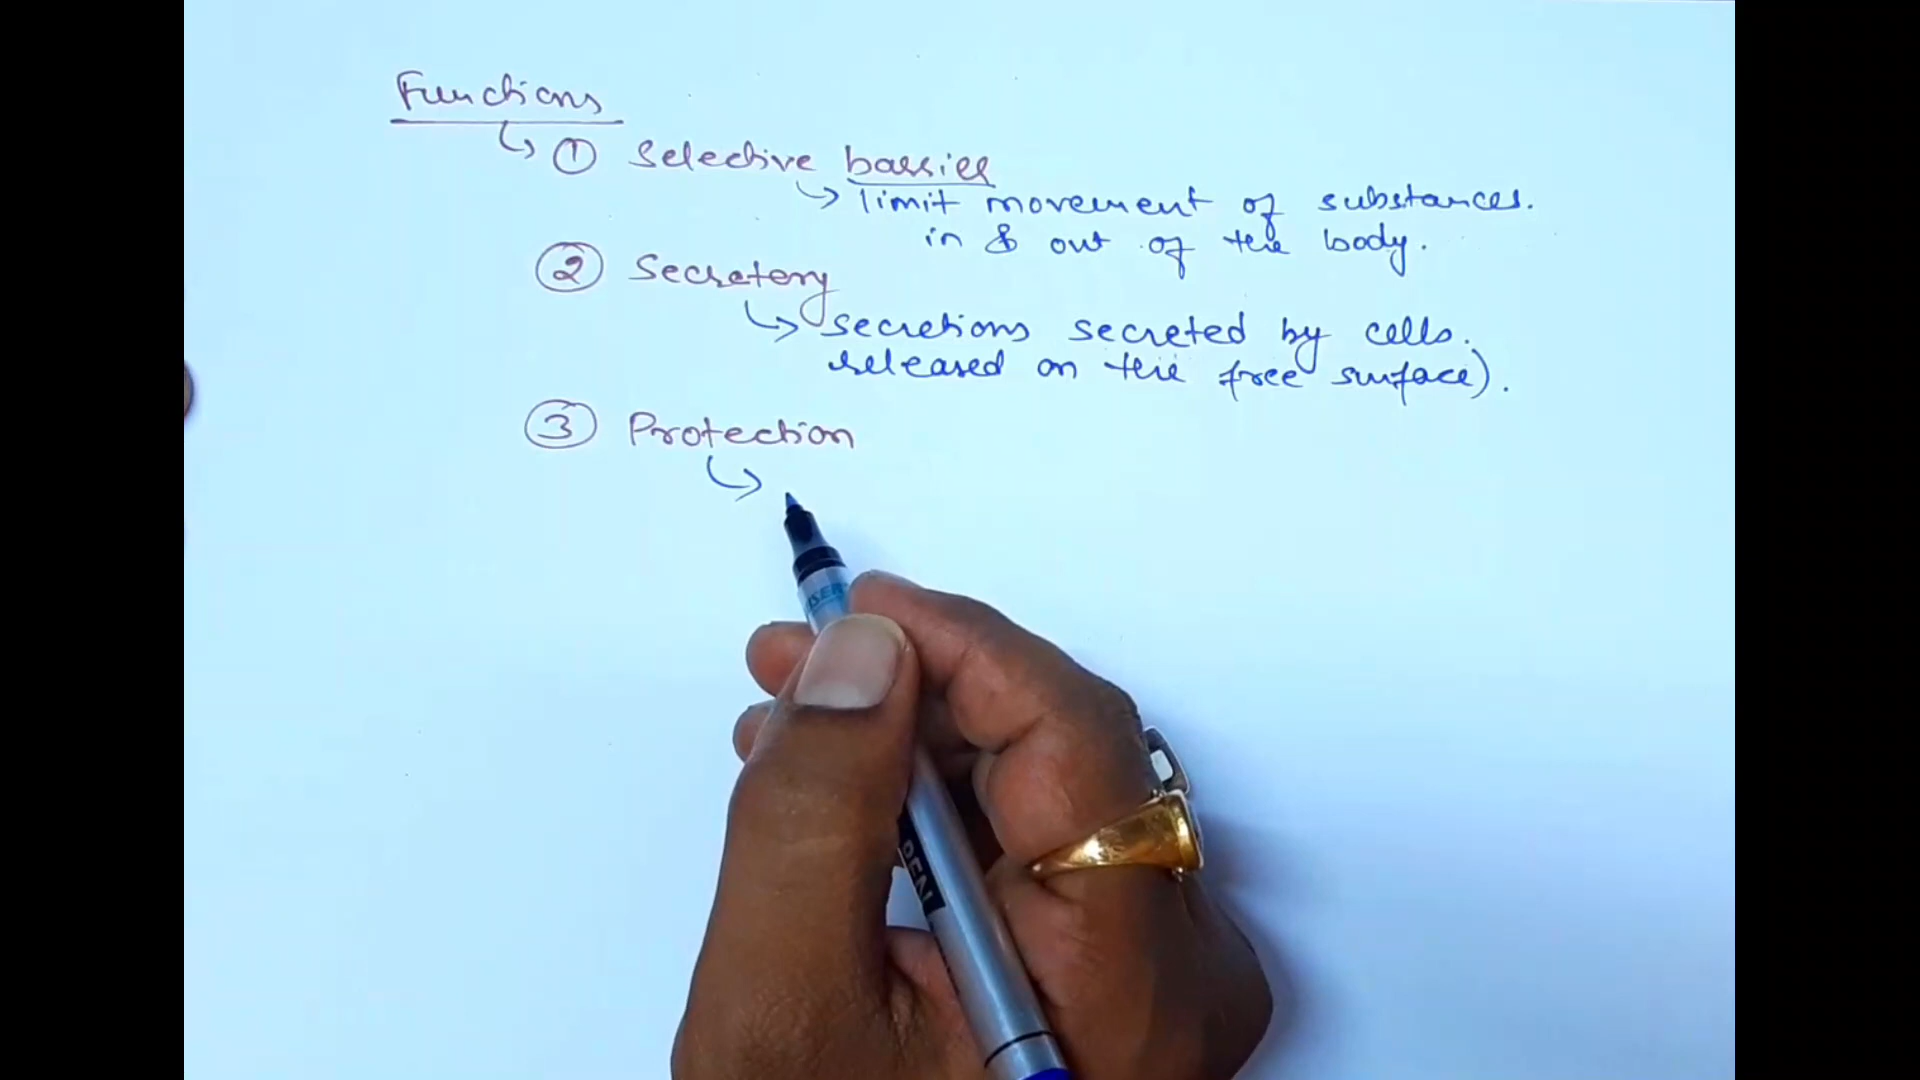 Functions
① Selective barrier
limit movement of substances.
in & out of the body.
② Secretory
secretions secreted by cells.
released on the free surface).
③ Protection
PEN